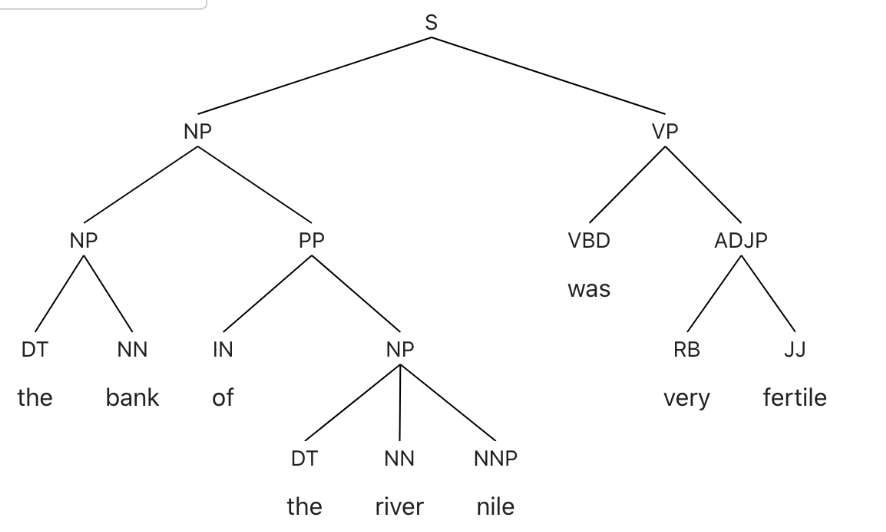 S
NP VP
NP PP VBD ADJP
was
DT NN IN NP RB JJ
the bank of very fertile
DT NN NNP
the river nile